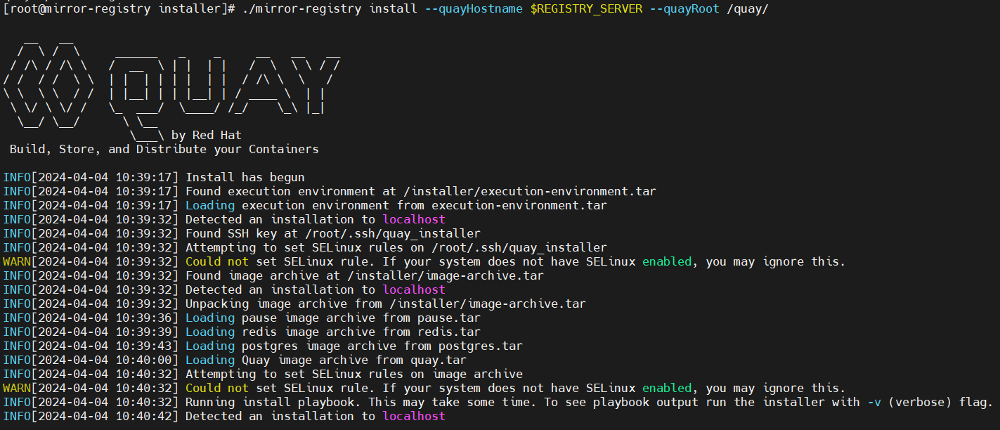 [root@mirror-registry installer]# ./mirror-registry install --quayHostname $REGISTRY_SERVER --quayRoot /quay/
   __   __
  /  \ /  \     ______   _    _     __   __   __
 / /\ / /\ \   /  __  \ | |  | |   /  \  \ \ / /
/ /  / /  \ \  | |  | | | |  | |  / /\ \  \   /
\ \  \ \  / /  | |__| | | |__| | / ____ \  | |
 \ \/ \ \/ /   \_  ___/  \____/ /_/    \_\ |_|
  \__/ \__/      \ \__
                  \___\ by Red Hat
 Build, Store, and Distribute your Containers
INFO[2024-04-04 10:39:17] Install has begun
INFO[2024-04-04 10:39:17] Found execution environment at /installer/execution-environment.tar
INFO[2024-04-04 10:39:17] Loading execution environment from execution-environment.tar
INFO[2024-04-04 10:39:32] Detected an installation to localhost
INFO[2024-04-04 10:39:32] Found SSH key at /root/.ssh/quay_installer
INFO[2024-04-04 10:39:32] Attempting to set SELinux rules on /root/.ssh/quay_installer
WARN[2024-04-04 10:39:32] Could not set SELinux rule. If your system does not have SELinux enabled, you may ignore this.
INFO[2024-04-04 10:39:32] Found image archive at /installer/image-archive.tar
INFO[2024-04-04 10:39:32] Detected an installation to localhost
INFO[2024-04-04 10:39:32] Unpacking image archive from /installer/image-archive.tar
INFO[2024-04-04 10:39:36] Loading pause image archive from pause.tar
INFO[2024-04-04 10:39:39] Loading redis image archive from redis.tar
INFO[2024-04-04 10:39:43] Loading postgres image archive from postgres.tar
INFO[2024-04-04 10:40:00] Loading Quay image archive from quay.tar
INFO[2024-04-04 10:40:32] Attempting to set SELinux rules on image archive
WARN[2024-04-04 10:40:32] Could not set SELinux rule. If your system does not have SELinux enabled, you may ignore this.
INFO[2024-04-04 10:40:32] Running install playbook. This may take some time. To see playbook output run the installer with -v (verbose) flag.
INFO[2024-04-04 10:40:42] Detected an installation to localhost